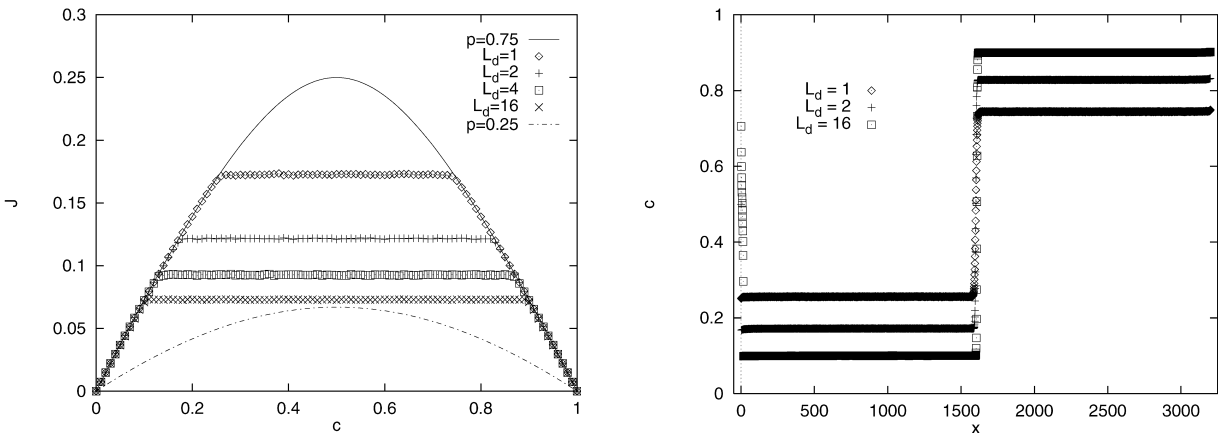 0.3
0.25
0.2
0.15
0.1
0.05
0
J
0 0.2 0.4 0.6 0.8 1
c
p=0.75
L_d=1
L_d=2
L_d=4
L_d=16
p=0.25
1
0.8
0.6
0.4
0.2
0
c
0 500 1000 1500 2000 2500 3000
x
L_d = 1
L_d = 2
L_d = 16